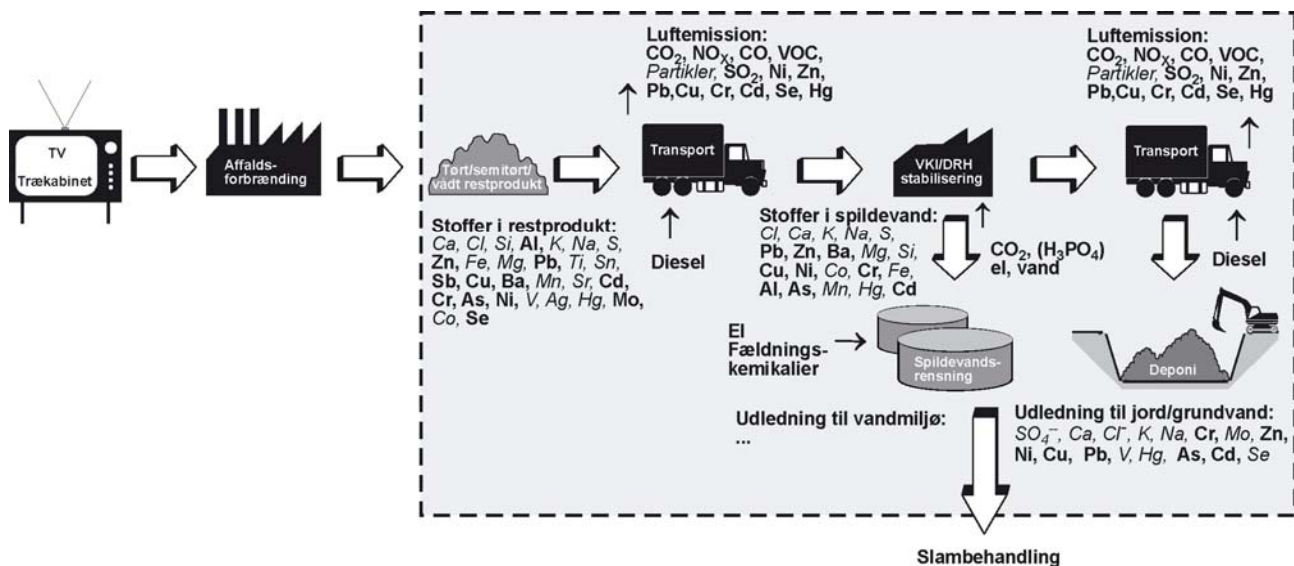 TV
Trækabinet
Affalds-
forbrænding
Tørt/semitørt/
vådt restprodukt
Stoffer i restprodukt:
Ca, Cl, Si, Al, K, Na, S,
Zn, Fe, Mg, Pb, Ti, Sn,
Sb, Cu, Ba, Mn, Sr, Cd,
Cr, As, Ni, V, Ag, Hg, Mo,
Co, Se
Luftemission:
CO₂, NOₓ, CO, VOC,
Partikler, SO₂, Ni, Zn,
Pb,Cu, Cr, Cd, Se, Hg
Transport
Diesel
VKI/DRH
stabilisering
Stoffer i spildevand:
Cl, Ca, K, Na, S,
Pb, Zn, Ba, Mg, Si,
Cu, Ni, Co, Cr, Fe,
Al, As, Mn, Hg, Cd
CO₂, (H₃PO₄)
el, vand
El
Fældnings-
kemikalier
Spildevands-
rensning
Udledning til vandmiljø:
...
Luftemission:
CO₂, NOₓ, CO, VOC,
Partikler, SO₂, Ni, Zn,
Pb,Cu, Cr, Cd, Se, Hg
Transport
Diesel
Deponi
Udledning til jord/grundvand:
SO₄⁻⁻, Ca, Cl⁻, K, Na, Cr, Mo, Zn,
Ni, Cu, Pb, V, Hg, As, Cd, Se
Slambehandling